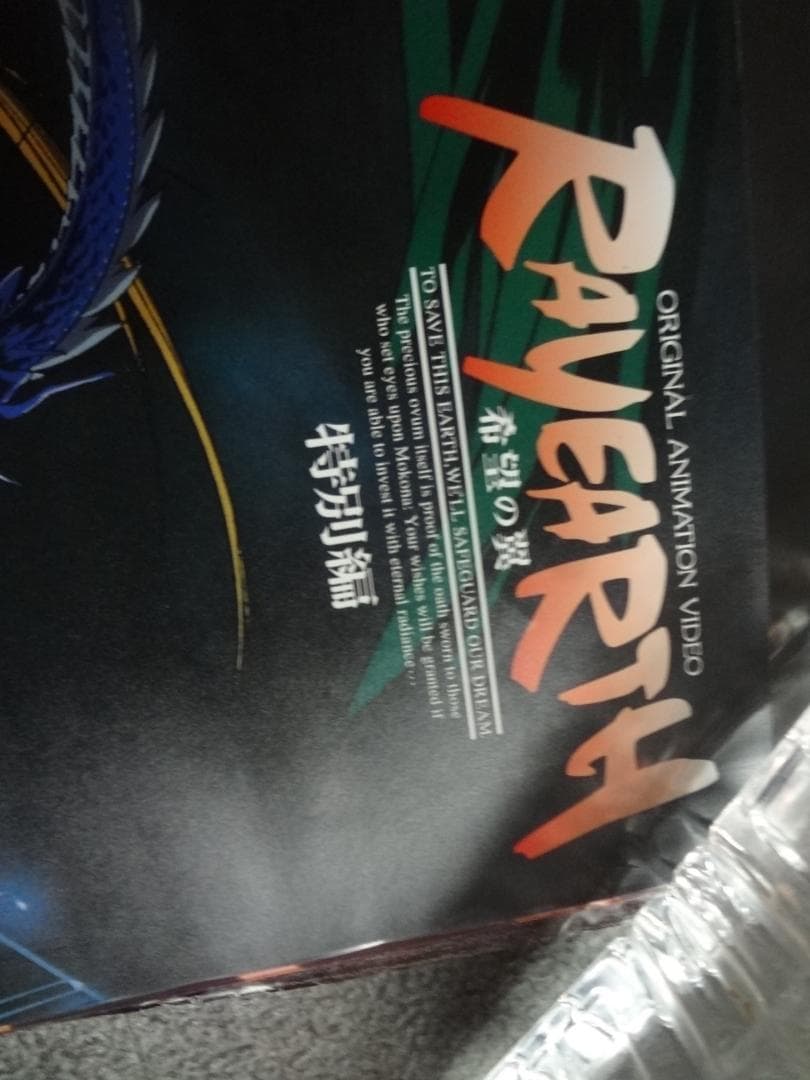 ORIGINAL ANIMATION VIDEO
RAYEARTH
希望の翼
TO SAVE THIS EARTH,WE'LL SAFEGUARD OUR DREAM
The precious ovum itself is proof of the oath sworn to those
who set eyes upon Mokona! Your wishes will be granted if
you are able to invest it with eternal radiance…
特別編